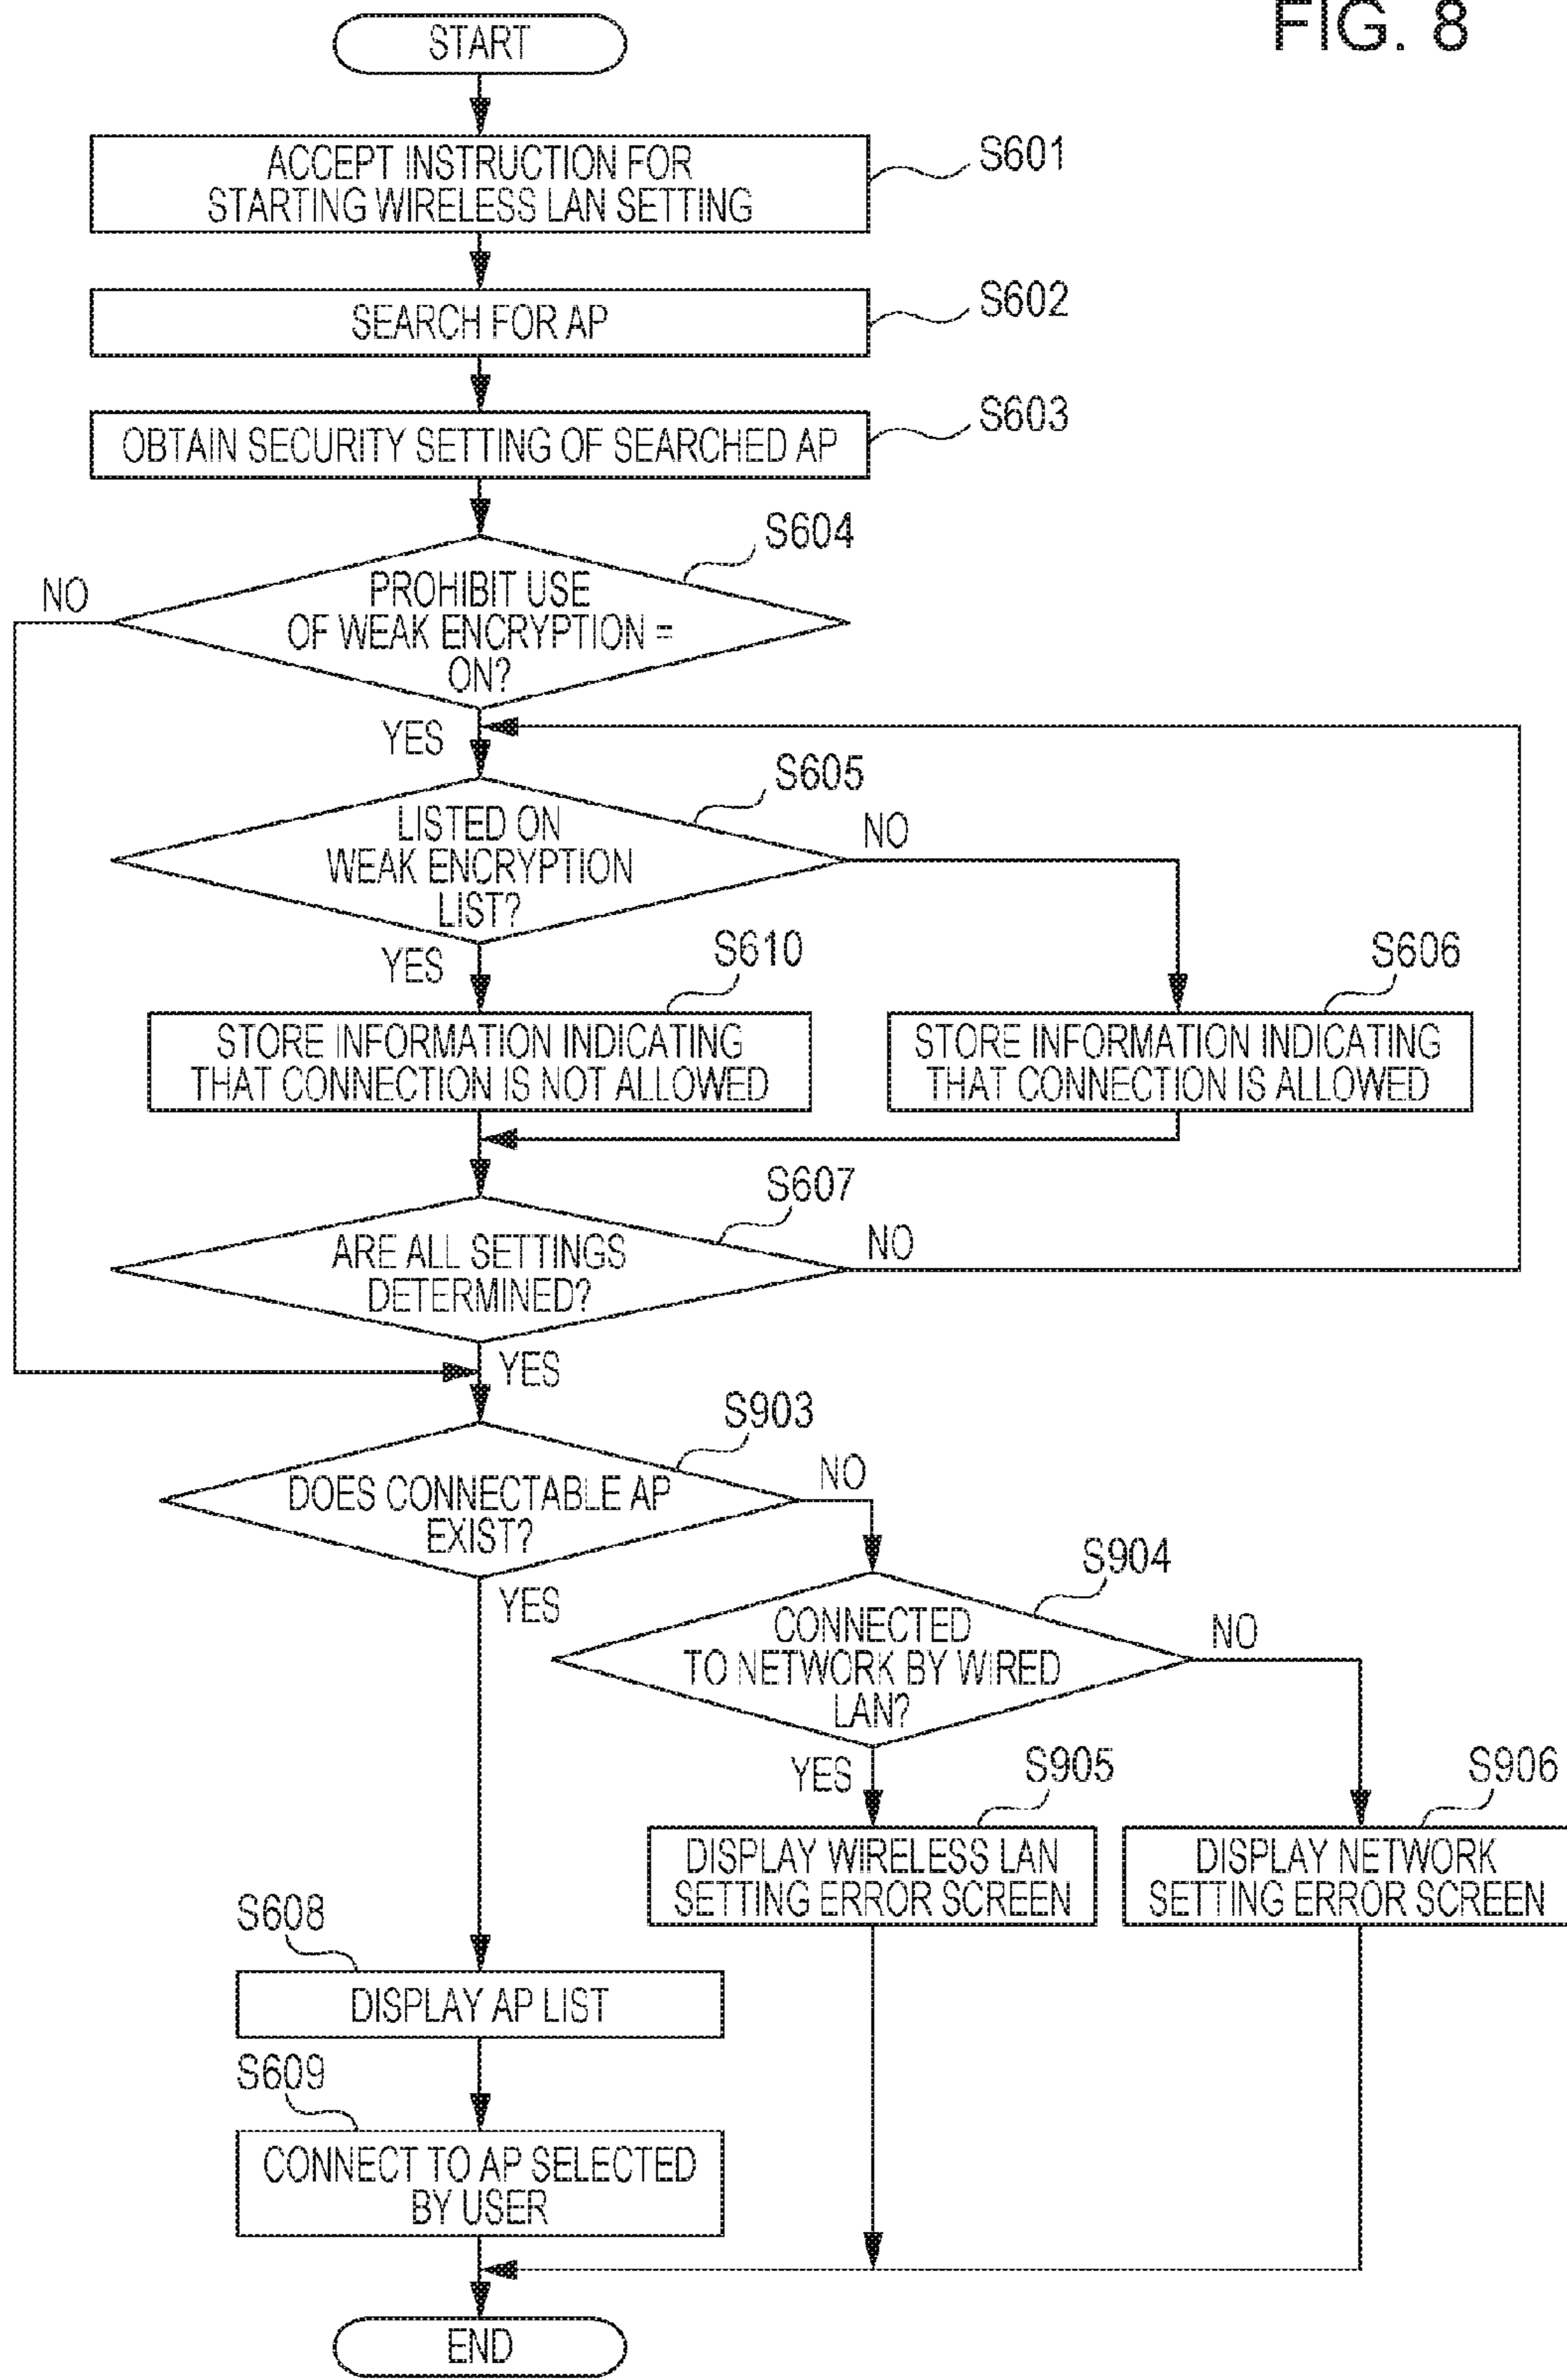 FIG. 8
START
ACCEPT INSTRUCTION FOR
STARTING WIRELESS LAN SETTING
S601
SEARCH FOR AP
S602
OBTAIN SECURITY SETTING OF SEARCHED AP
S603
S604
PROHIBIT USE
OF WEAK ENCRYPTION =
ON?
NO
YES
S605
LISTED ON
WEAK ENCRYPTION
LIST?
NO
YES
S610
STORE INFORMATION INDICATING
THAT CONNECTION IS NOT ALLOWED
S606
STORE INFORMATION INDICATING
THAT CONNECTION IS ALLOWED
S607
ARE ALL SETTINGS
DETERMINED?
NO
YES
S903
DOES CONNECTABLE AP
EXIST?
NO
YES
S904
CONNECTED
TO NETWORK BY WIRED
LAN?
NO
YES
S905
DISPLAY WIRELESS LAN
SETTING ERROR SCREEN
S906
DISPLAY NETWORK
SETTING ERROR SCREEN
S608
DISPLAY AP LIST
S609
CONNECT TO AP SELECTED
BY USER
END